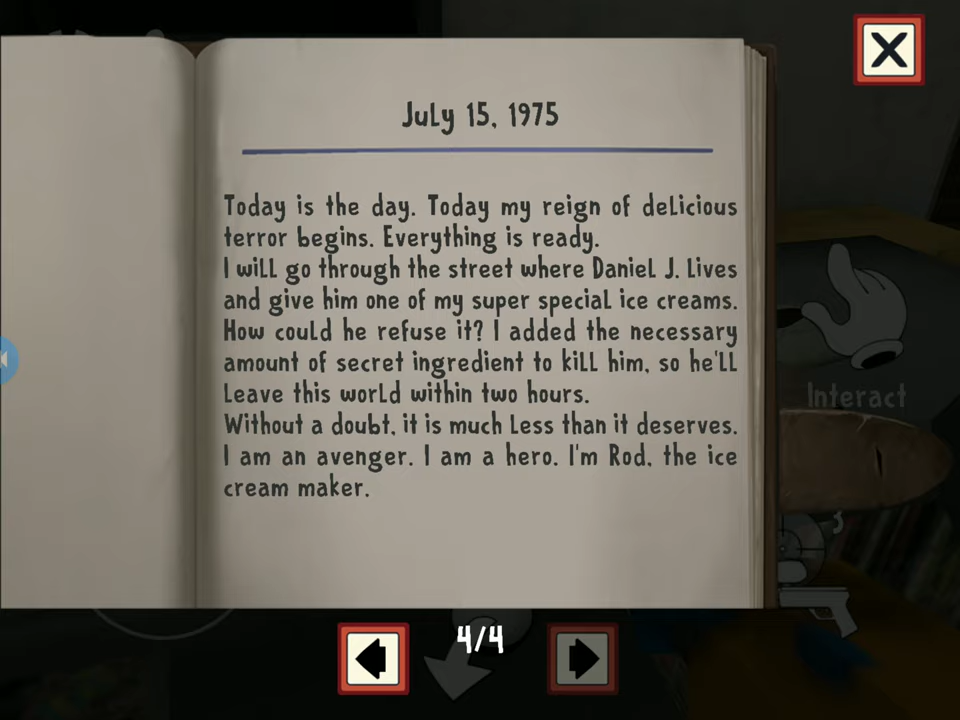 July 15, 1975
Today is the day. Today my reign of delicious
terror begins. Everything is ready.
I will go through the street where Daniel J. lives
and give him one of my super special ice creams.
How could he refuse it? I added the necessary
amount of secret ingredient to kill him, so he'll
leave this world within two hours.
Without a doubt, it is much less than it deserves.
I am an avenger. I am a hero. I'm Rod, the ice
cream maker.
Interact
4/4